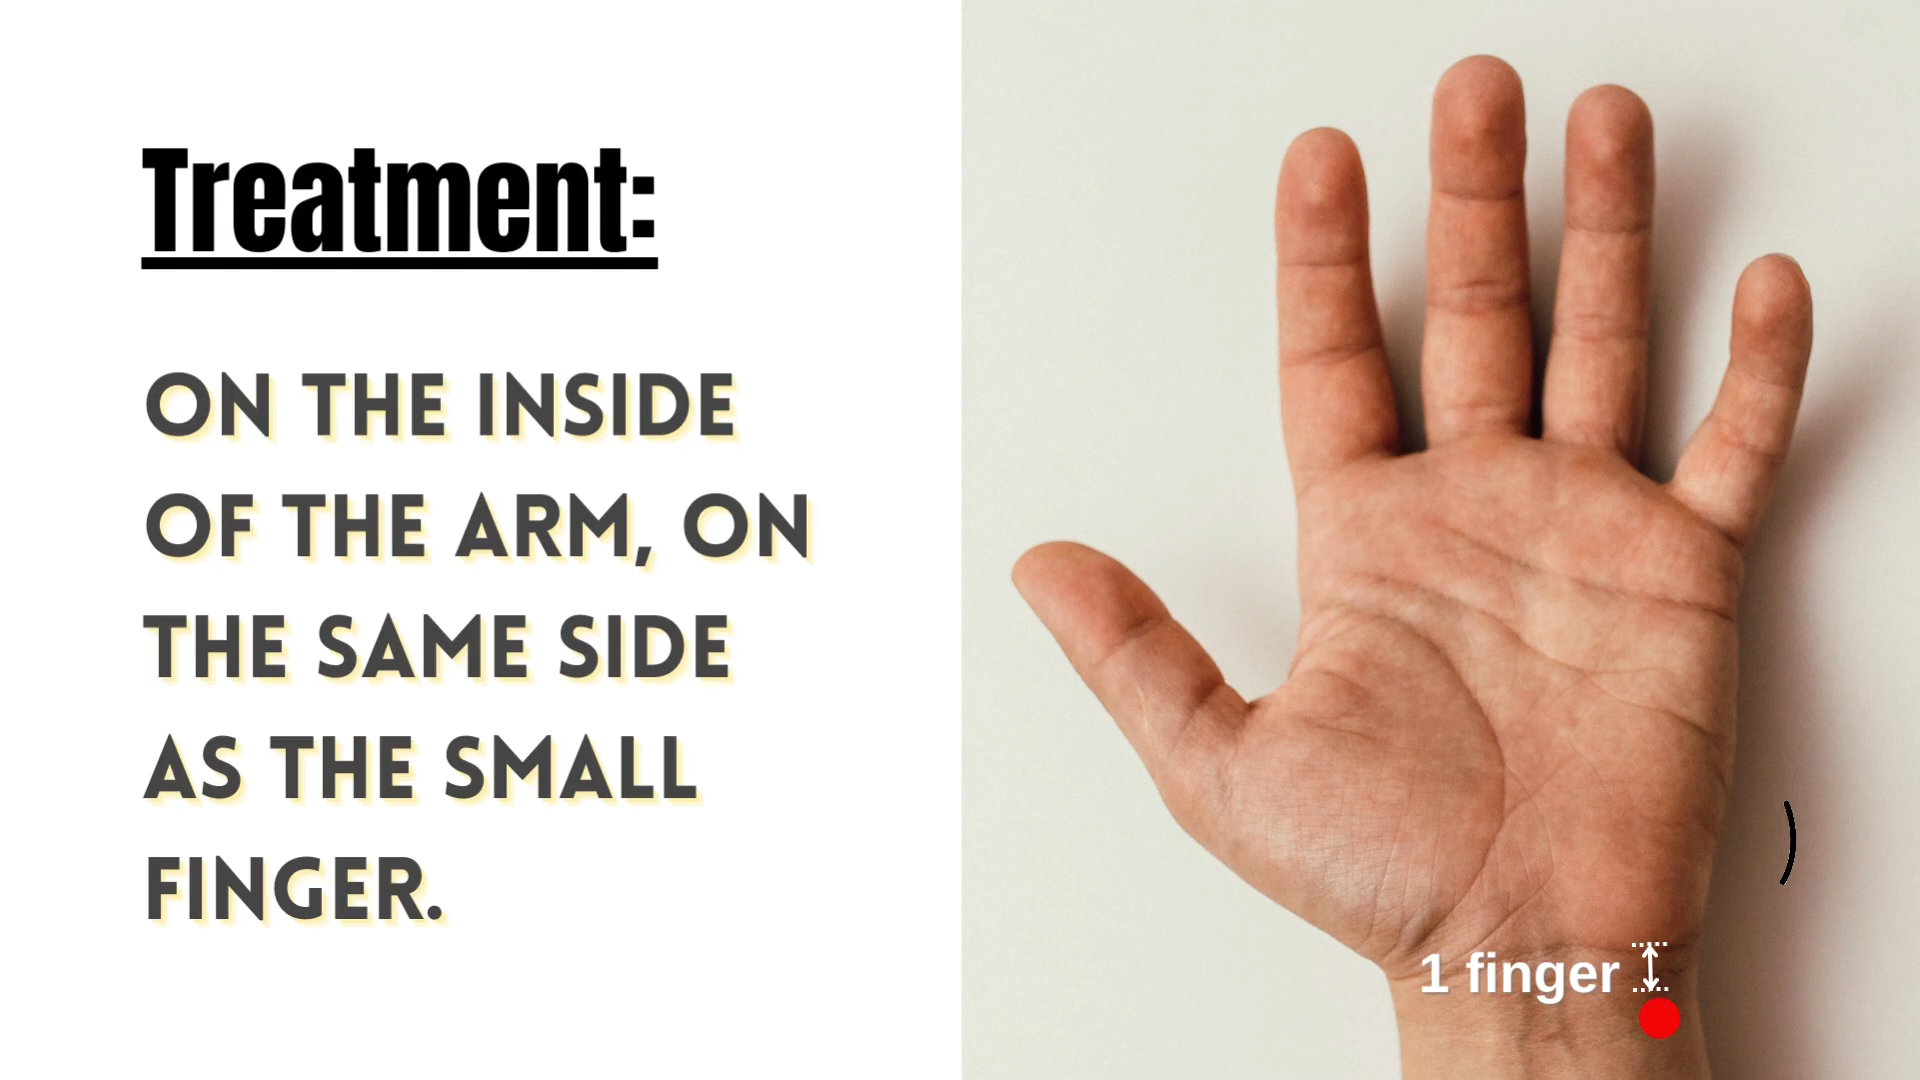 Treatment:
ON THE INSIDE
OF THE ARM, ON
THE SAME SIDE
AS THE SMALL
FINGER.
1 finger